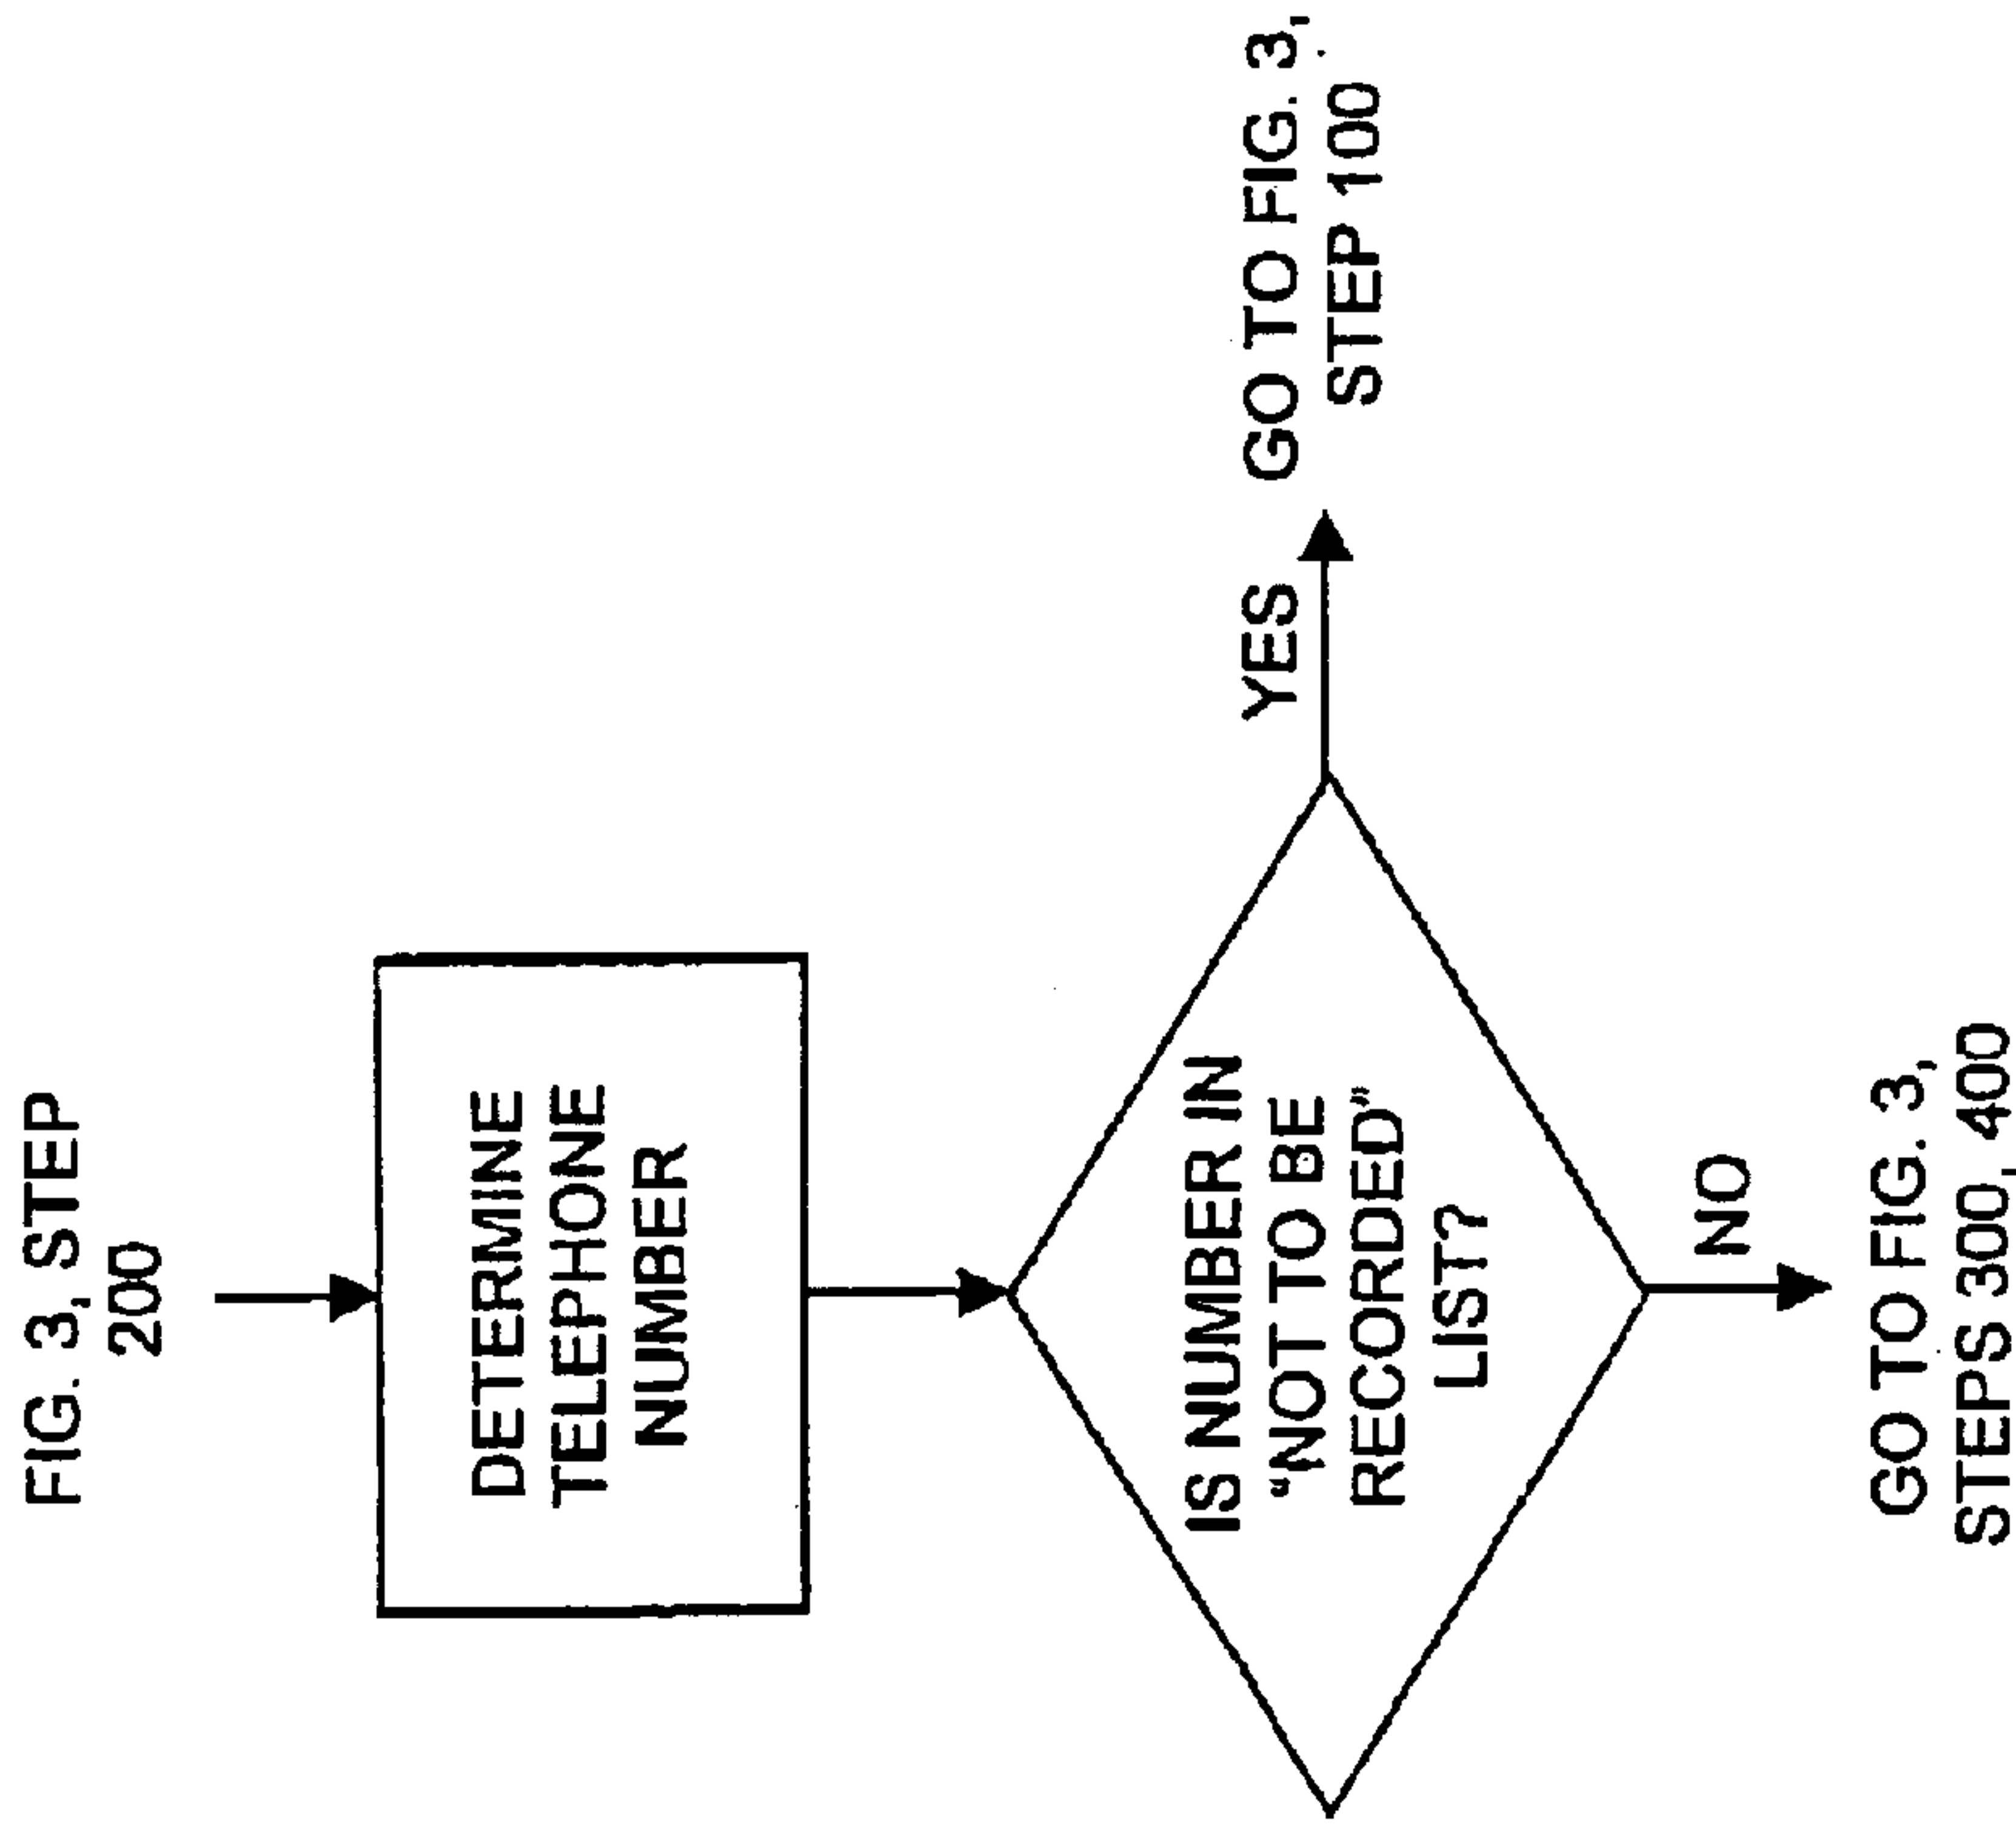 FIG. 3, STEP
200
DETERMINE
TELEPHONE
NUMBER
IS NUMBER IN
“NOT TO BE
RECORDED”
LIST?
YES
GO TO FIG. 3,
STEP 100
NO
GO TO FIG. 3,
STEPS 300, 400